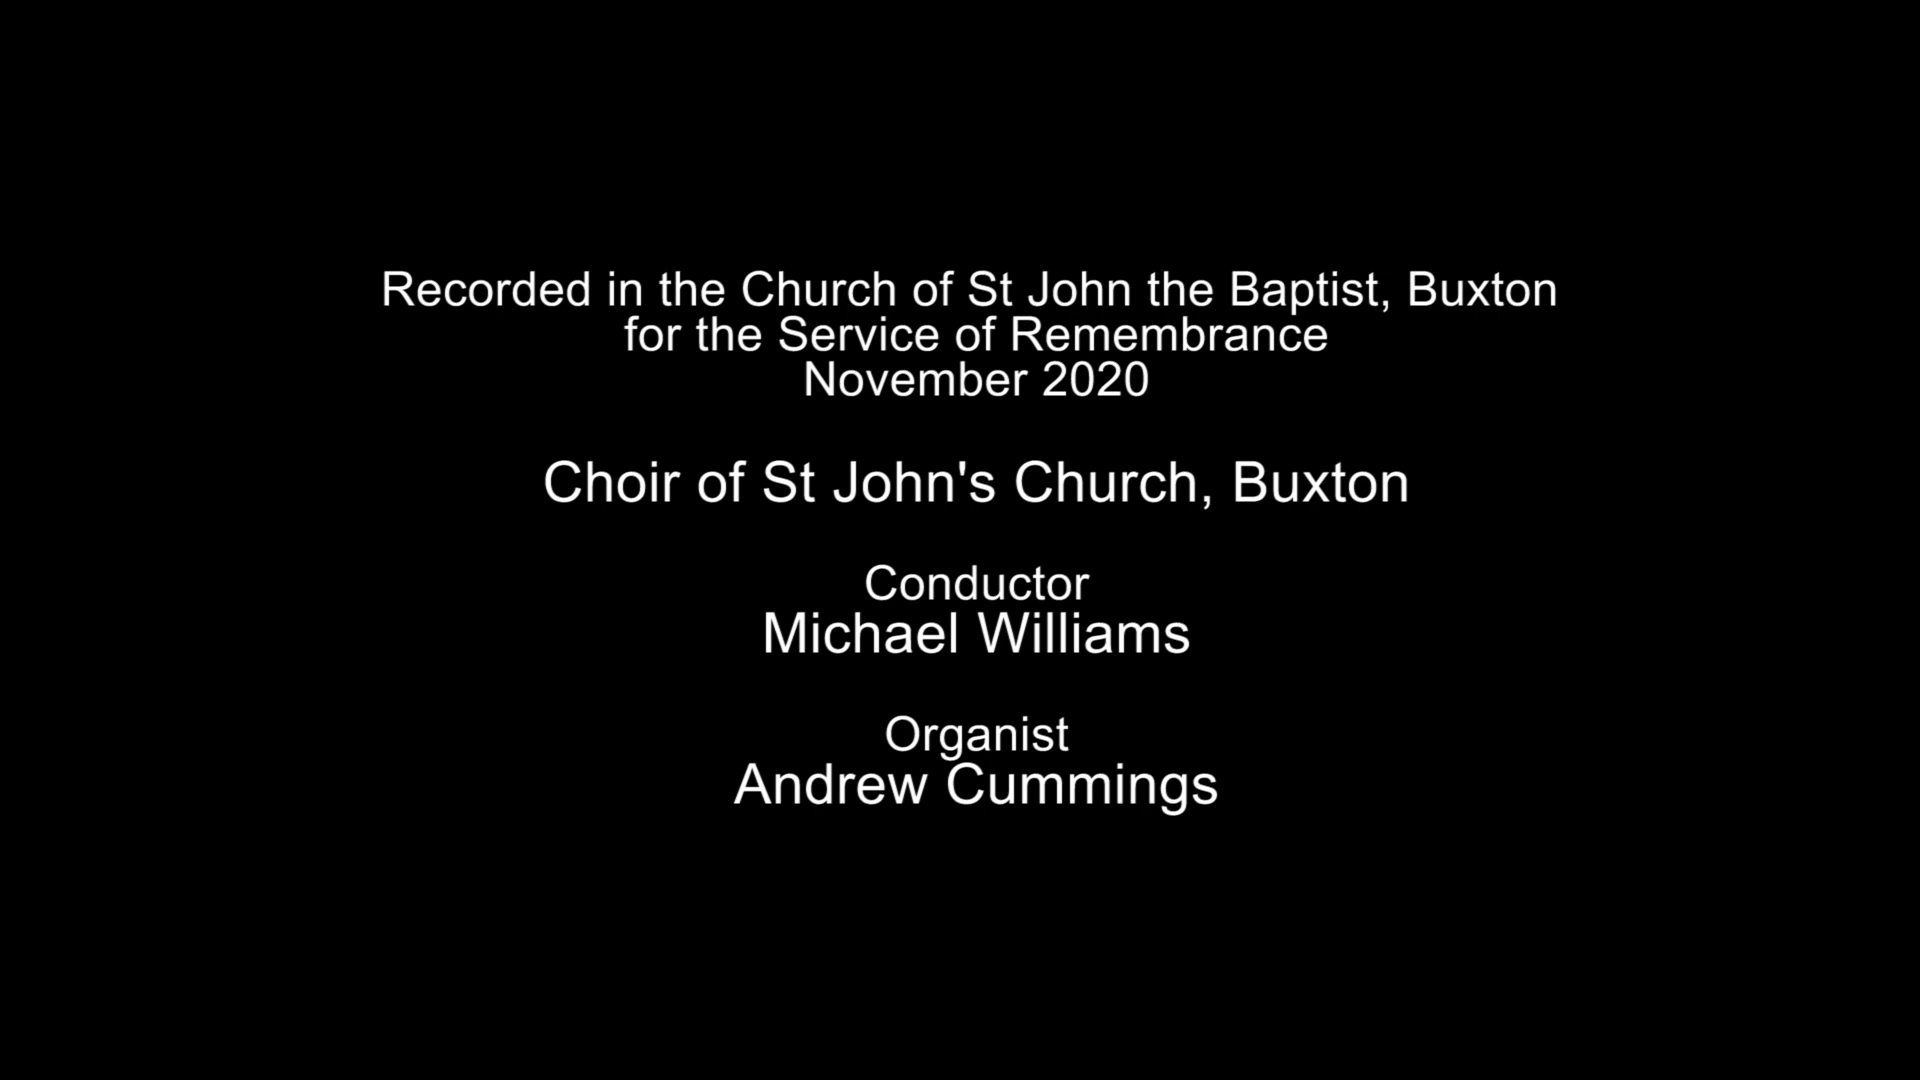 Recorded in the Church of St John the Baptist, Buxton
for the Service of Remembrance
November 2020
Choir of St John's Church, Buxton
Conductor
Michael Williams
Organist
Andrew Cummings